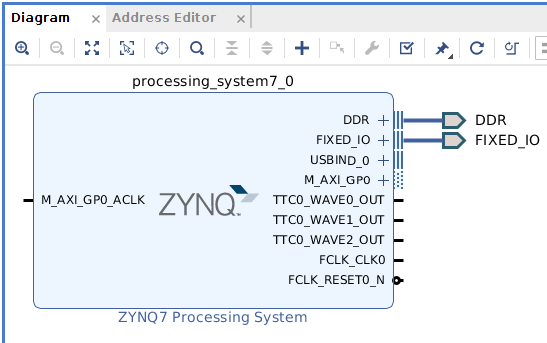 Diagram × Address Editor ×
processing_system7_0
DDR DDR
FIXED_IO FIXED_IO
USBIND_0
M_AXI_GP0
M_AXI_GP0_ACLK ZYNQ™ TTC0_WAVE0_OUT
TTC0_WAVE1_OUT
TTC0_WAVE2_OUT
FCLK_CLK0
FCLK_RESET0_N
ZYNQ7 Processing System